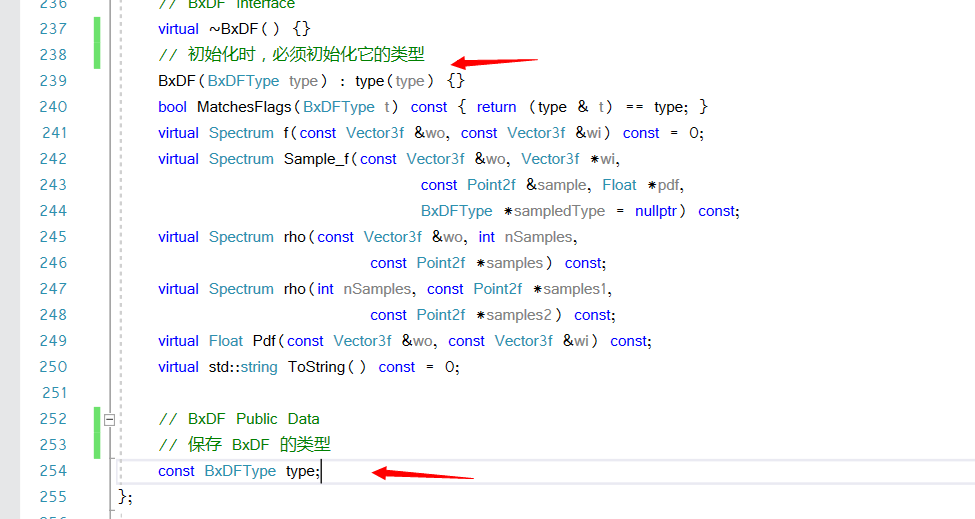 236 // BxDF Interface
237 virtual ~BxDF() {}
238 // 初始化时，必须初始化它的类型
239 BxDF(BxDFType type) : type(type) {}
240 bool MatchesFlags(BxDFType t) const { return (type & t) == type; }
241 virtual Spectrum f(const Vector3f &wo, const Vector3f &wi) const = 0;
242 virtual Spectrum Sample_f(const Vector3f &wo, Vector3f *wi,
243 const Point2f &sample, Float *pdf,
244 BxDFType *sampledType = nullptr) const;
245 virtual Spectrum rho(const Vector3f &wo, int nSamples,
246 const Point2f *samples) const;
247 virtual Spectrum rho(int nSamples, const Point2f *samples1,
248 const Point2f *samples2) const;
249 virtual Float Pdf(const Vector3f &wo, const Vector3f &wi) const;
250 virtual std::string ToString() const = 0;
251
252 // BxDF Public Data
253 // 保存 BxDF 的类型
254 const BxDFType type;
255 };
256